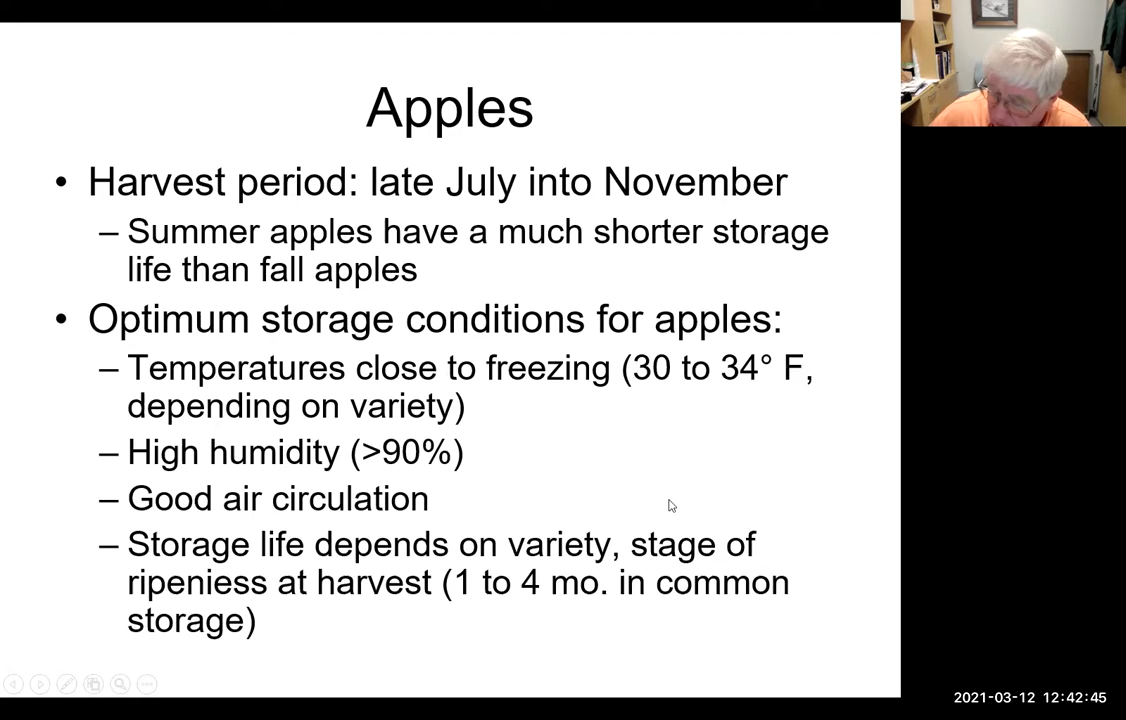 Apples
• Harvest period: late July into November
– Summer apples have a much shorter storage
life than fall apples
• Optimum storage conditions for apples:
– Temperatures close to freezing (30 to 34° F,
depending on variety)
– High humidity (>90%)
– Good air circulation
– Storage life depends on variety, stage of
ripeniess at harvest (1 to 4 mo. in common
storage)
2021-03-12 12:42:45